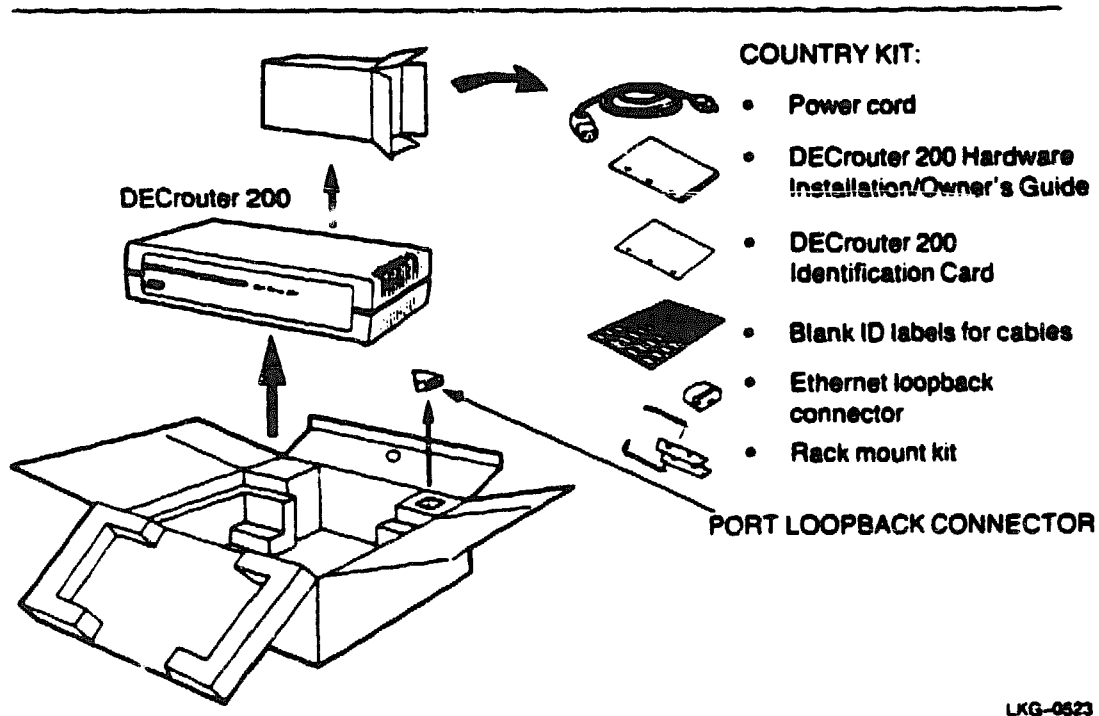 COUNTRY KIT:
• Power cord
• DECrouter 200 Hardware
Installation/Owner's Guide
• DECrouter 200
Identification Card
• Blank ID labels for cables
• Ethernet loopback
connector
• Rack mount kit
DECrouter 200
PORT LOOPBACK CONNECTOR
LKG-0523